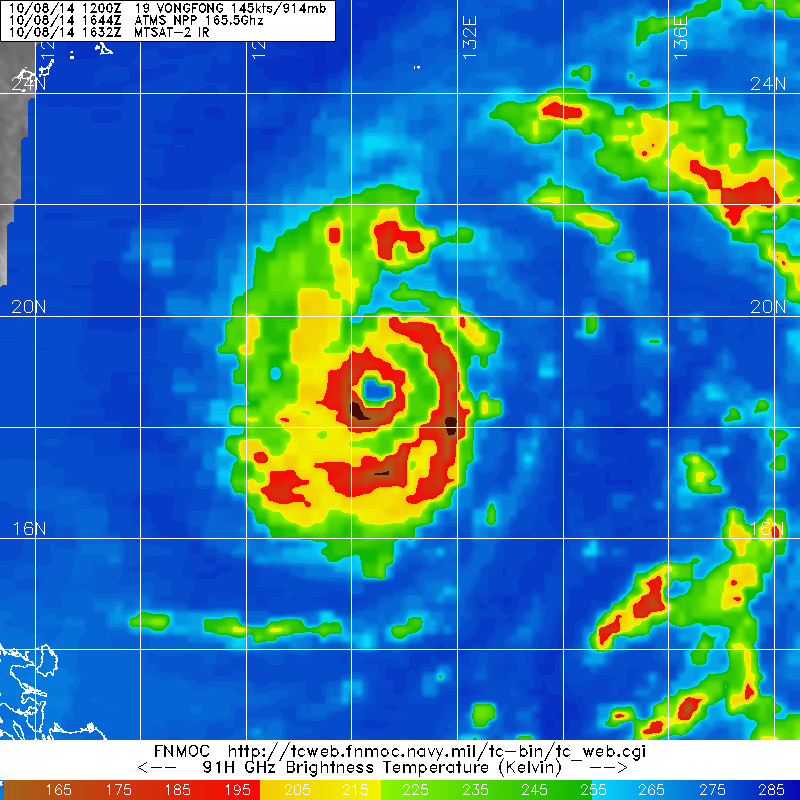 10/08/14 1200Z 19 VONGFONG 145kts/914mb
10/08/14 1644Z ATMS NPP 165.5Ghz
10/08/14 1632Z MTSAT-2 IR
132E
136E
24N
24N
20N
20N
16N
16N
FNMOC http://tcweb.fnmoc.navy.mil/tc-bin/tc_web.cgi
<-- 91H GHz Brightness Temperature (Kelvin) -->
165 175 185 195 205 215 225 235 245 255 265 275 285